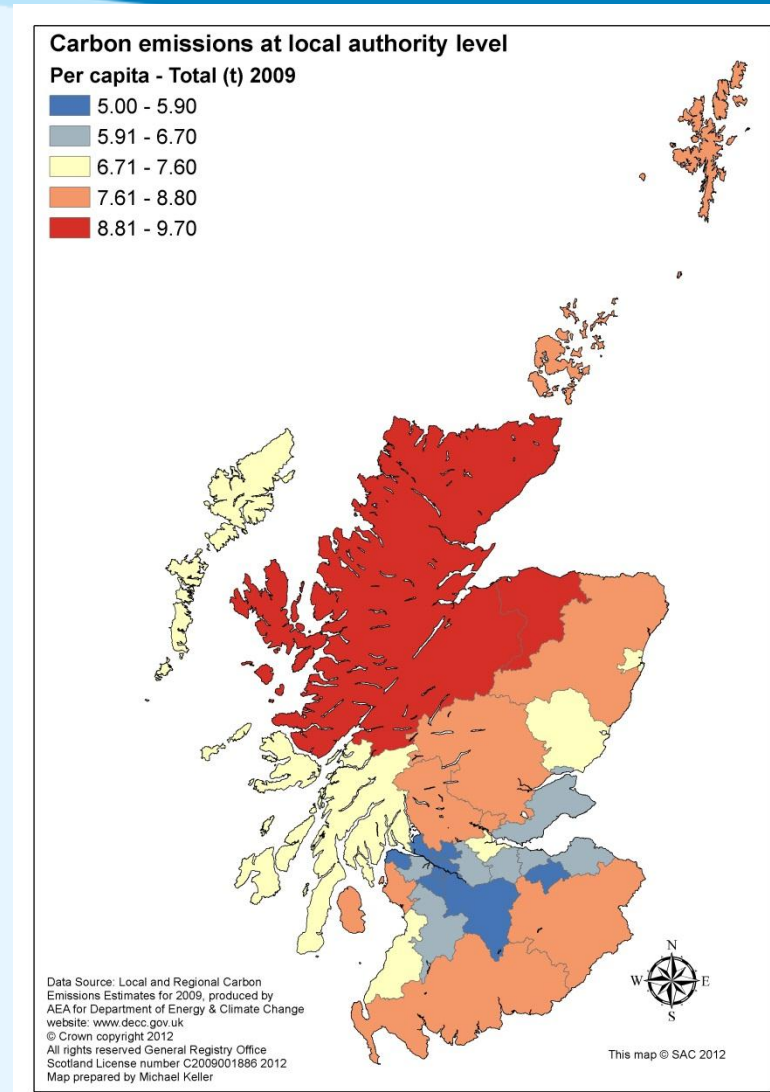 Carbon emissions at local authority level
Per capita - Total (t) 2009
5.00 - 5.90
5.91 - 6.70
6.71 - 7.60
7.61 - 8.80
8.81 - 9.70
N
W E
S
Data Source: Local and Regional Carbon
Emissions Estimates for 2009, produced by
AEA for Department of Energy & Climate Change
website: www.decc.gov.uk
© Crown copyright 2012
All rights reserved General Registry Office
Scotland License number C2009001886 2012
Map prepared by Michael Keller
This map © SAC 2012